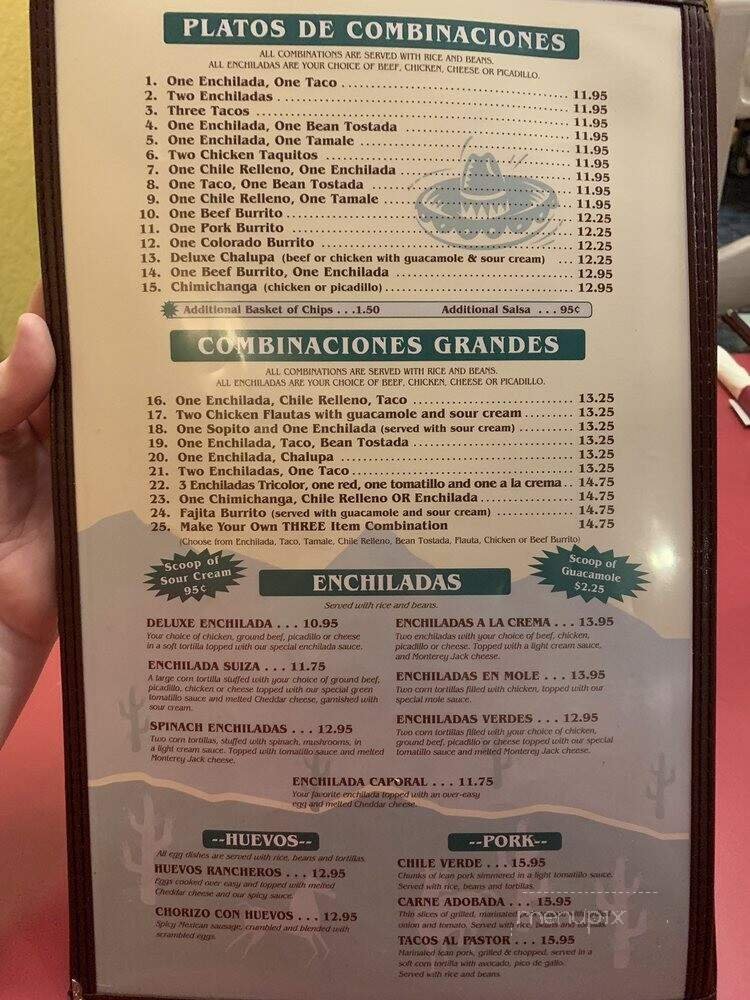 PLATOS DE COMBINACIONES
ALL COMBINATIONS ARE SERVED WITH RICE AND BEANS.
ALL ENCHILADAS ARE YOUR CHOICE OF BEEF, CHICKEN, CHEESE OR PICADILLO.
1. One Enchilada, One Taco ... 11.95
2. Two Enchiladas ... 11.95
3. Three Tacos ... 11.95
4. One Enchilada, One Bean Tostada ... 11.95
5. One Enchilada, One Tamale ... 11.95
6. Two Chicken Taquitos ... 11.95
7. One Chile Relleno, One Enchilada ... 11.95
8. One Taco, One Bean Tostada ... 11.95
9. One Chile Relleno, One Tamale ... 11.95
10. One Beef Burrito ... 12.25
11. One Pork Burrito ... 12.25
12. One Colorado Burrito ... 12.25
13. Deluxe Chalupa (beef or chicken with guacamole & sour cream) ... 12.25
14. One Beef Burrito, One Enchilada ... 12.95
15. Chimichanga (chicken or picadillo) ... 12.95
Additional Basket of Chips . . .1.50 Additional Salsa . . . 95¢
COMBINACIONES GRANDES
ALL COMBINATIONS ARE SERVED WITH RICE AND BEANS.
ALL ENCHILADAS ARE YOUR CHOICE OF BEEF, CHICKEN, CHEESE OR PICADILLO.
16. One Enchilada, Chile Relleno, Taco ... 13.25
17. Two Chicken Flautas with guacamole and sour cream ... 13.25
18. One Sopito and One Enchilada (served with sour cream) ... 13.25
19. One Enchilada, Taco, Bean Tostada ... 13.25
20. One Enchilada, Chalupa ... 13.25
21. Two Enchiladas, One Taco ... 13.25
22. 3 Enchiladas Tricolor, one red, one tomatillo and one a la crema . . 14.75
23. One Chimichanga, Chile Relleno OR Enchilada ... 14.75
24. Fajita Burrito (served with guacamole and sour cream) ... 14.75
25. Make Your Own THREE Item Combination 14.75
(Choose from Enchilada, Taco, Tamale, Chile Relleno, Bean Tostada, Flauta, Chicken or Beef Burrito)
Scoop of
Sour Cream
95¢
Scoop of
Guacamole
$2.25
ENCHILADAS
Served with rice and beans.
DELUXE ENCHILADA . . . 10.95
Your choice of chicken, ground beef, picadillo or cheese
in a soft tortilla topped with our special enchilada sauce.
ENCHILADA SUIZA . . . 11.75
A large corn tortilla stuffed with your choice of ground beef,
picadillo, chicken or cheese topped with our special green
tomatillo sauce and melted Cheddar cheese, garnished with
sour cream.
SPINACH ENCHILADAS . . . 12.95
Two corn tortillas, stuffed with spinach, mushrooms, in
a light cream sauce. Topped with tomatillo sauce and melted
Monterey Jack cheese.
ENCHILADAS A LA CREMA . . . 13.95
Two enchiladas with your choice of beef, chicken,
picadillo or cheese. Topped with a light cream sauce,
and Monterey Jack cheese.
ENCHILADAS EN MOLE . . . 13.95
Two corn tortillas filled with chicken, topped with our
special mole sauce.
ENCHILADAS VERDES . . . 12.95
Two corn tortillas filled with your choice of chicken,
ground beef, picadillo or cheese topped with our special
tomatillo sauce and melted Monterey Jack cheese.
ENCHILADA CAPORAL . . . 11.75
Your favorite enchilada topped with an over-easy
egg and melted Cheddar cheese.
--HUEVOS--
All egg dishes are served with rice, beans and tortillas.
HUEVOS RANCHEROS . . . 12.95
Eggs cooked over easy and topped with melted
Cheddar cheese and our spicy sauce.
CHORIZO CON HUEVOS . . . 12.95
Spicy Mexican sausage, crumbled and blended with
scrambled eggs.
--PORK--
CHILE VERDE . . . 15.95
Chunks of lean pork simmered in a light tomatillo sauce.
Served with rice, beans and tortillas.
CARNE ADOBADA . . . 15.95
Thin slices of grilled, marinated
onion and tomato. Served with rice, beans and
TACOS AL PASTOR . . . 15.95
Marinated lean pork, grilled & chopped, served in a
soft corn tortilla with avocado, pico de gallo.
Served with rice and beans.
menupix